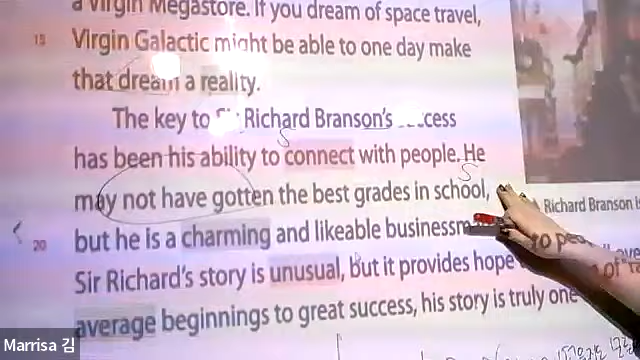 a Virgin Megastore. If you dream of space travel,
15 Virgin Galactic might be able to one day make
that dream a reality.
The key to Sir Richard Branson's success
has been his ability to connect with people. He
may not have gotten the best grades in school,
Richard Branson
20 but he is a charming and likeable
Sir Richard's story is unusual, but it provides hope
average beginnings to great success, his story is truly one
Marrisa 김